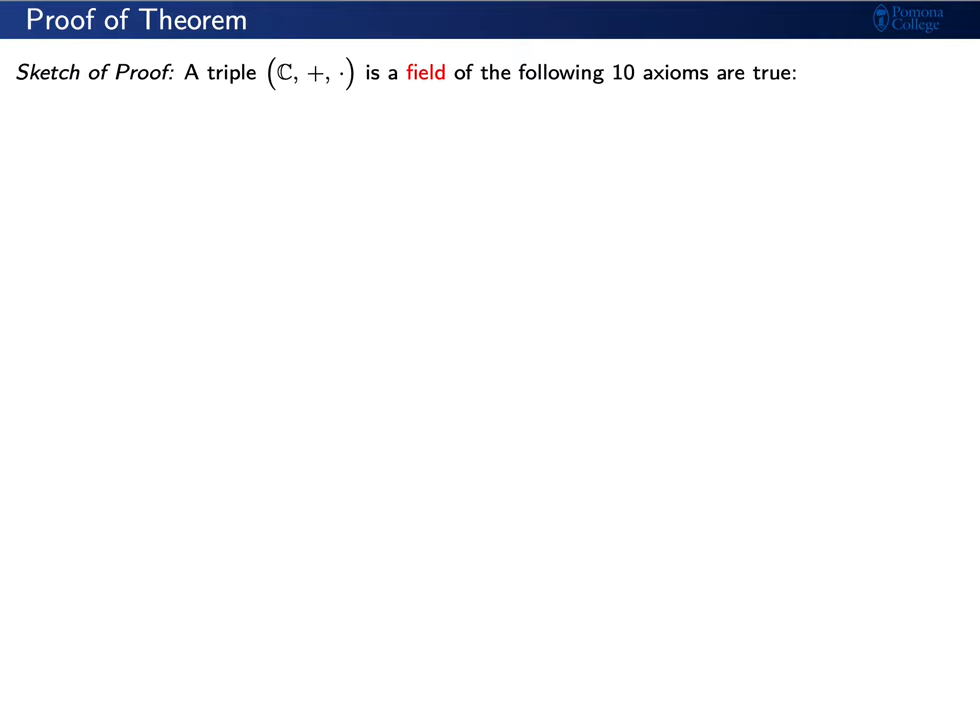 Proof of Theorem
Pomona
College
Sketch of Proof: A triple (ℂ, +, ·) is a field of the following 10 axioms are true: